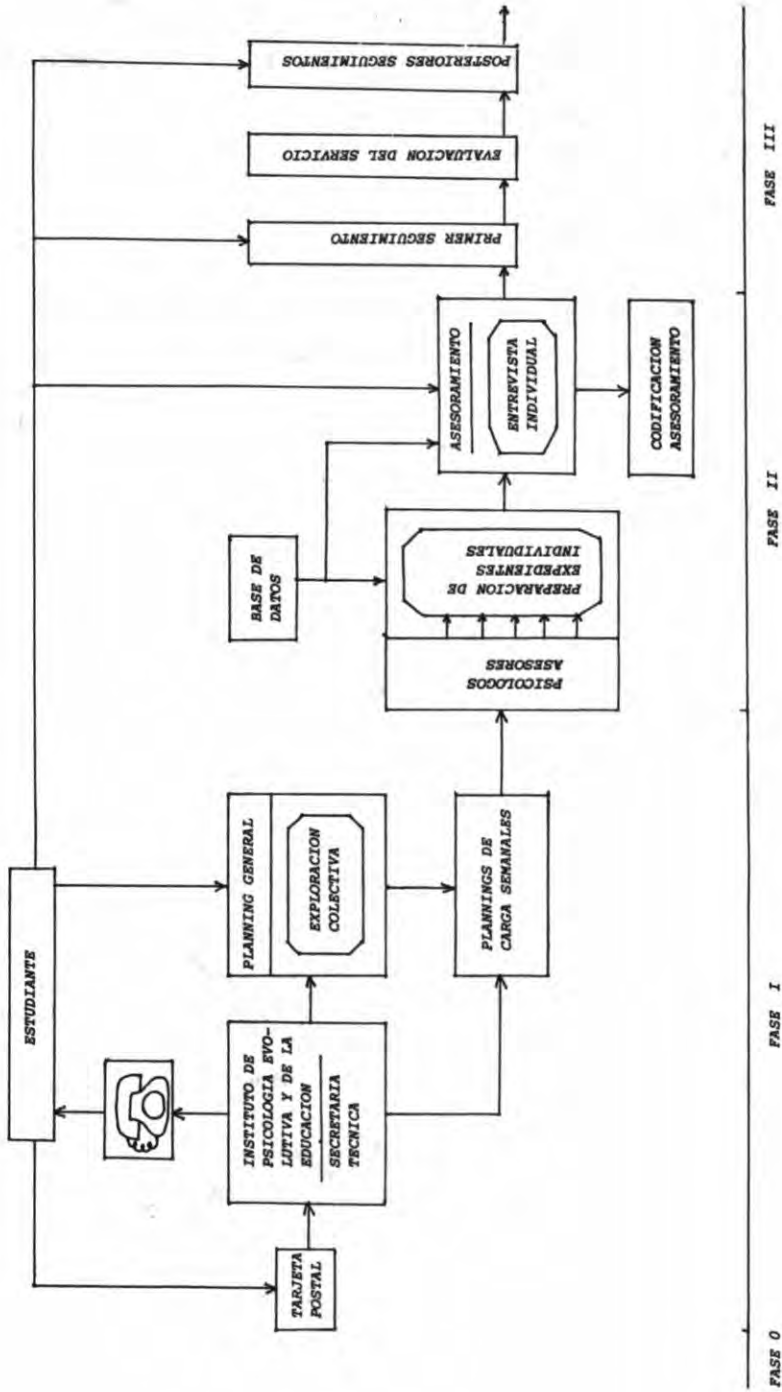 ESTUDIANTE
TARJETA
POSTAL
INSTITUTO DE
PSICOLOGIA EVO-
LUTIVA Y DE LA
EDUCACION
SECRETARIA
TECNICA
PLANNING GENERAL
EXPLORACION
COLECTIVA
PLANNINGS DE
CARGA SEMANALES
BASE DE
DATOS
PSICOLOGOS
ASESORES
PREPARACION DE
EXPEDIENTES
INDIVIDUALES
ASESORAMIENTO
ENTREVISTA
INDIVIDUAL
CODIFICACION
ASESORAMIENTO
PRIMER SEGUIMIENTO
EVALUACION DEL SERVICIO
POSTERIORES SEGUIMIENTOS
FASE 0
FASE I
FASE II
FASE III